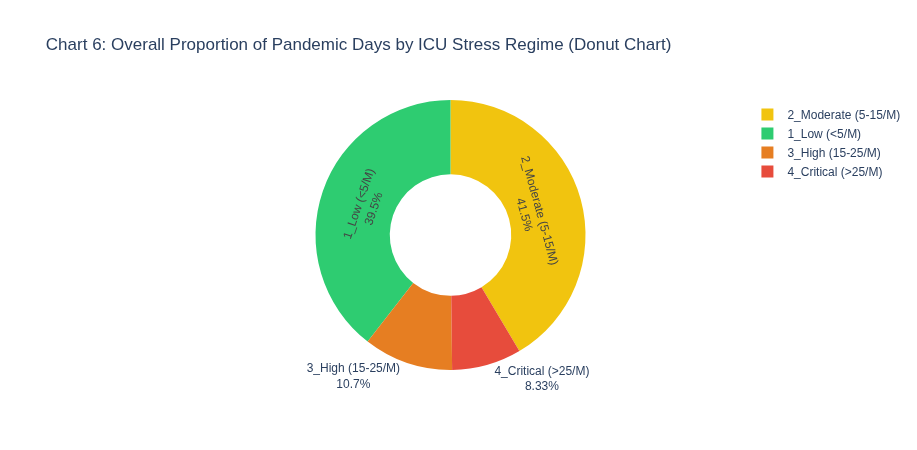 Chart 6: Overall Proportion of Pandemic Days by ICU Stress Regime (Donut Chart)
2_Moderate (5-15/M)
1_Low (<5/M)
3_High (15-25/M)
4_Critical (>25/M)
1_Low (<5/M)
39.5%
2_Moderate (5-15/M)
41.5%
3_High (15-25/M)
10.7%
4_Critical (>25/M)
8.33%